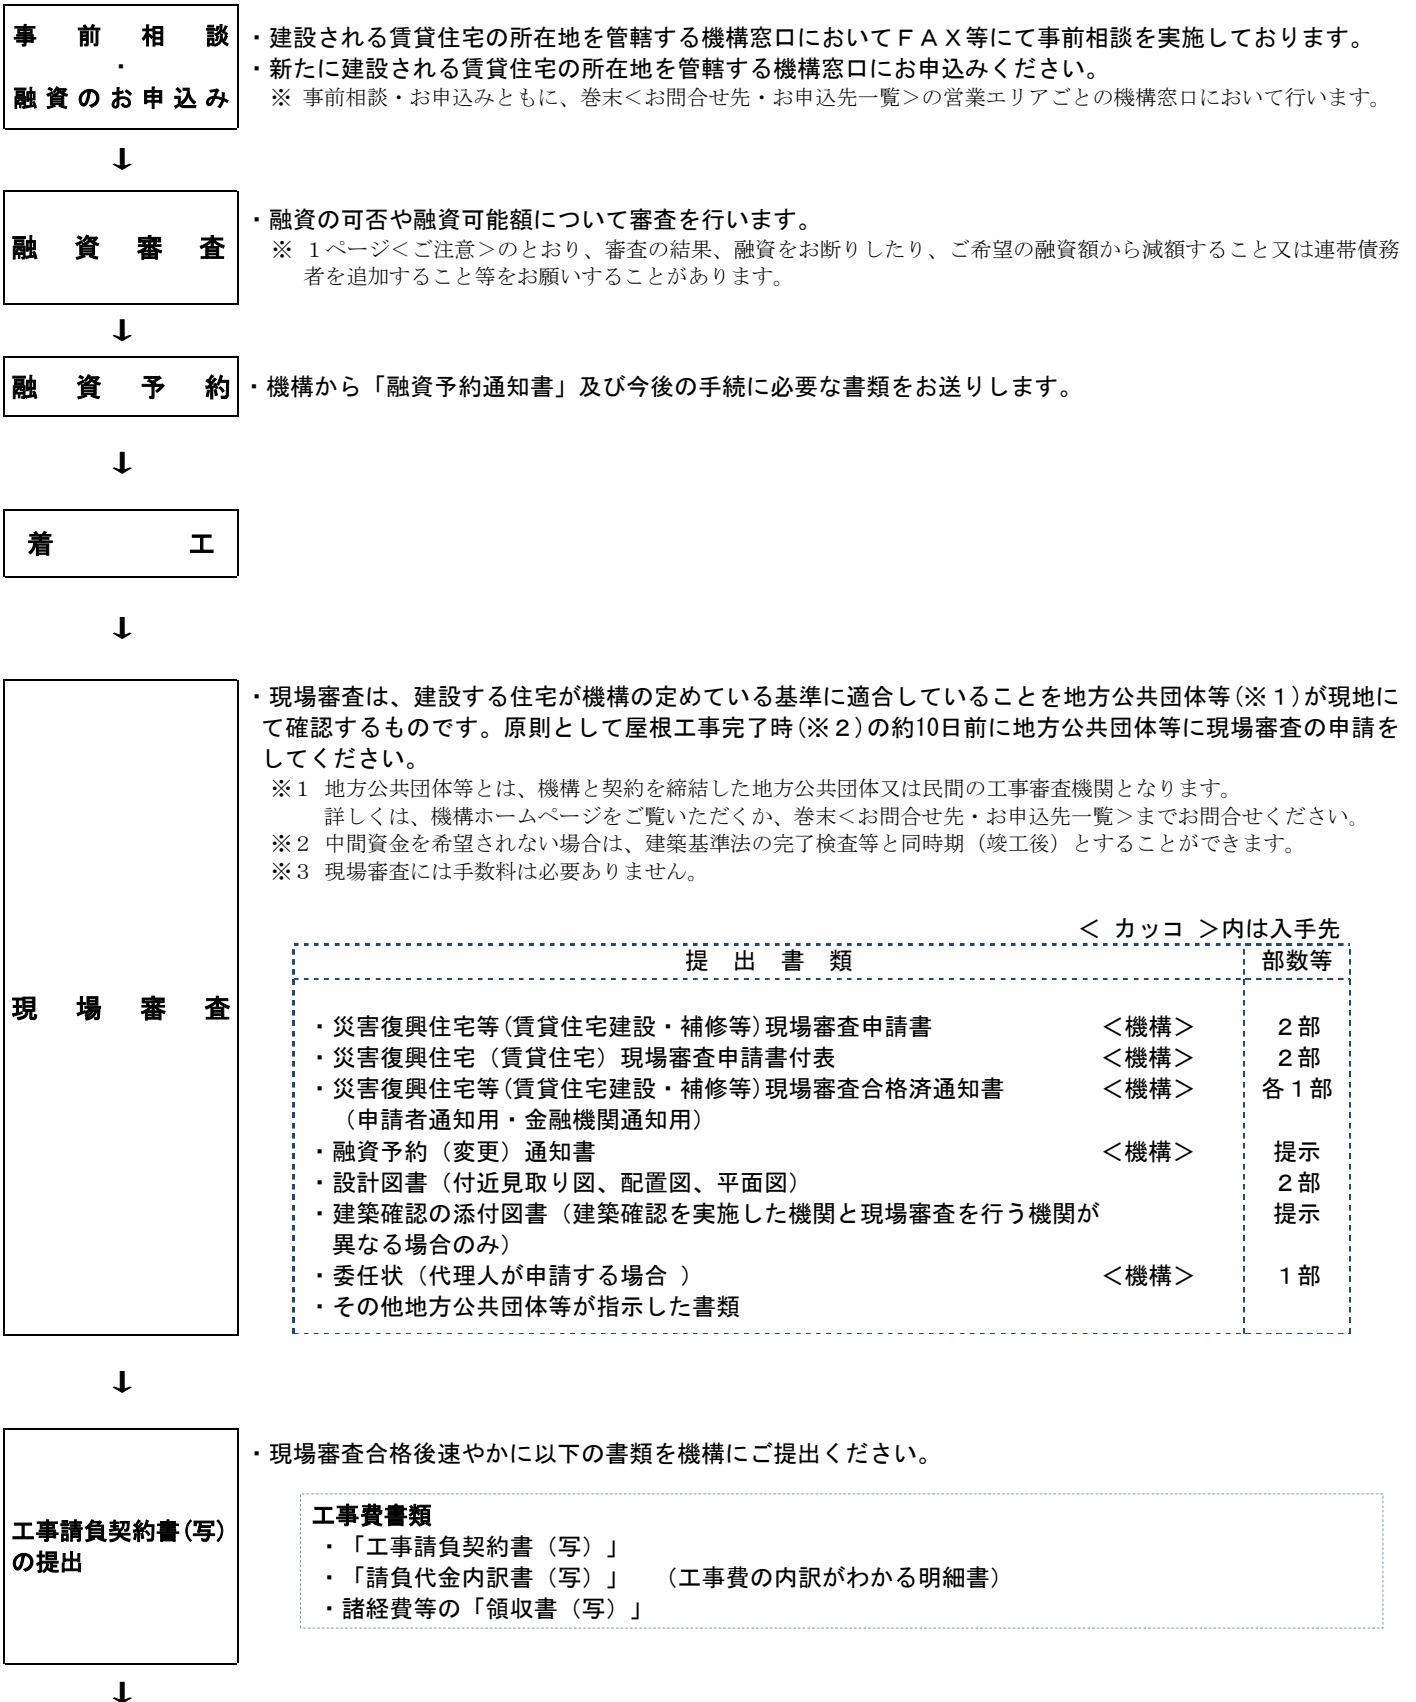 事前相談
・
融資のお申込み
・建設される賃貸住宅の所在地を管轄する機構窓口においてＦＡＸ等にて事前相談を実施しております。
・新たに建設される賃貸住宅の所在地を管轄する機構窓口にお申込みください。
※ 事前相談・お申込みともに、巻末＜お問合せ先・お申込先一覧＞の営業エリアごとの機構窓口において行います。
↓
融資審査
・融資の可否や融資可能額について審査を行います。
※ １ページ＜ご注意＞のとおり、審査の結果、融資をお断りしたり、ご希望の融資額から減額すること又は連帯債務
者を追加すること等をお願いすることがあります。
↓
融資予約
・機構から「融資予約通知書」及び今後の手続に必要な書類をお送りします。
↓
着工
↓
現場審査
・現場審査は、建設する住宅が機構の定めている基準に適合していることを地方公共団体等(※１)が現地に
て確認するものです。原則として屋根工事完了時(※２)の約10日前に地方公共団体等に現場審査の申請を
してください。
※１ 地方公共団体等とは、機構と契約を締結した地方公共団体又は民間の工事審査機関となります。
詳しくは、機構ホームページをご覧いただくか、巻末＜お問合せ先・お申込先一覧＞までお問合せください。
※２ 中間資金を希望されない場合は、建築基準法の完了検査等と同時期（竣工後）とすることができます。
※３ 現場審査には手数料は必要ありません。
＜ カッコ ＞内は入手先
提 出 書 類 部数等
・災害復興住宅等(賃貸住宅建設・補修等)現場審査申請書 ＜機構＞ ２部
・災害復興住宅（賃貸住宅）現場審査申請書付表 ＜機構＞ ２部
・災害復興住宅等(賃貸住宅建設・補修等)現場審査合格済通知書 ＜機構＞ 各１部
（申請者通知用・金融機関通知用）
・融資予約（変更）通知書 ＜機構＞ 提示
・設計図書（付近見取り図、配置図、平面図） ２部
・建築確認の添付図書（建築確認を実施した機関と現場審査を行う機関が 提示
異なる場合のみ）
・委任状（代理人が申請する場合 ） ＜機構＞ １部
・その他地方公共団体等が指示した書類
↓
工事請負契約書(写)
の提出
・現場審査合格後速やかに以下の書類を機構にご提出ください。
工事費書類
・「工事請負契約書（写）」
・「請負代金内訳書（写）」 （工事費の内訳がわかる明細書）
・諸経費等の「領収書（写）」
↓